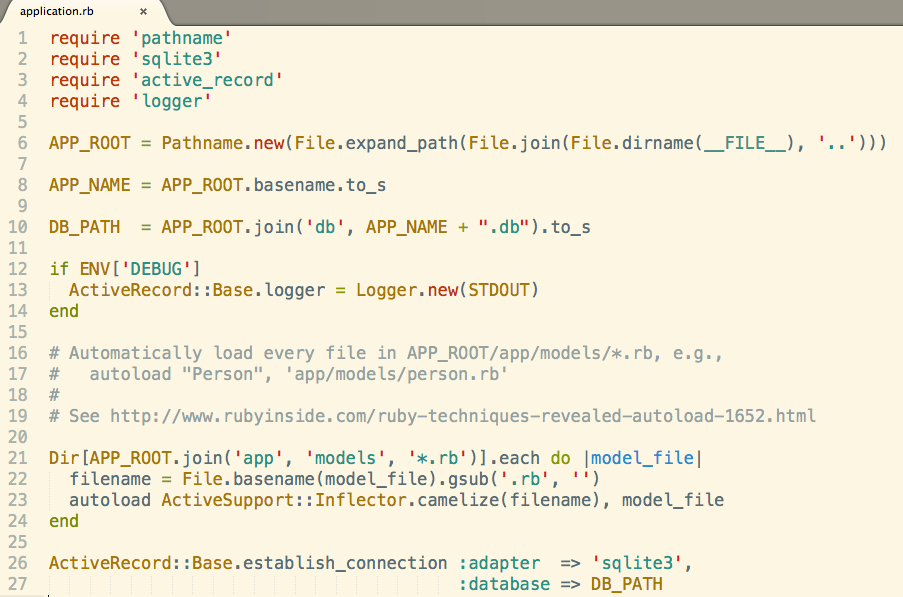 application.rb ×
1 require 'pathname'
2 require 'sqlite3'
3 require 'active_record'
4 require 'logger'
5
6 APP_ROOT = Pathname.new(File.expand_path(File.join(File.dirname(__FILE__), '..')))
7
8 APP_NAME = APP_ROOT.basename.to_s
9
10 DB_PATH  = APP_ROOT.join('db', APP_NAME + ".db").to_s
11
12 if ENV['DEBUG']
13   ActiveRecord::Base.logger = Logger.new(STDOUT)
14 end
15
16 # Automatically load every file in APP_ROOT/app/models/*.rb, e.g.,
17 #   autoload "Person", 'app/models/person.rb'
18 #
19 # See http://www.rubyinside.com/ruby-techniques-revealed-autoload-1652.html
20
21 Dir[APP_ROOT.join('app', 'models', '*.rb')].each do |model_file|
22   filename = File.basename(model_file).gsub('.rb', '')
23   autoload ActiveSupport::Inflector.camelize(filename), model_file
24 end
25
26 ActiveRecord::Base.establish_connection :adapter  => 'sqlite3',
27                                         :database => DB_PATH